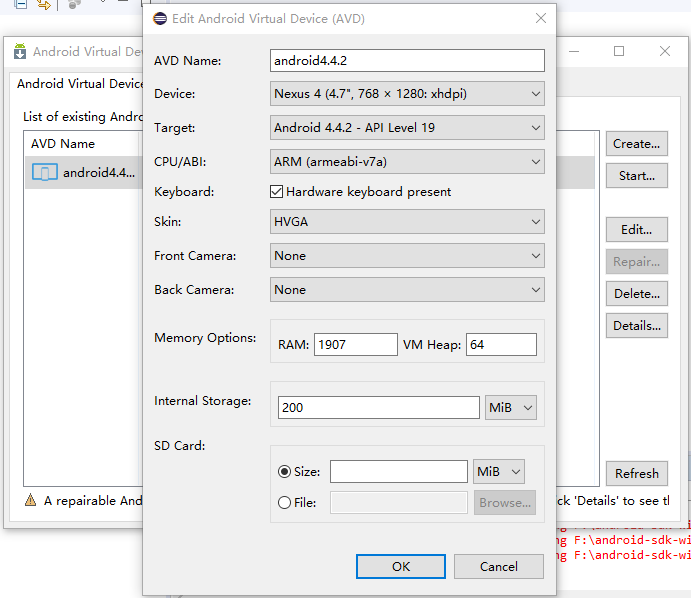 Edit Android Virtual Device (AVD)
Android Virtual De
Android Virtual Device
List of existing Andro
AVD Name
android4.4...
A repairable And
AVD Name:
android4.4.2
Device:
Nexus 4 (4.7", 768 × 1280: xhdpi)
Target:
Android 4.4.2 - API Level 19
CPU/ABI:
ARM (armeabi-v7a)
Keyboard:
Hardware keyboard present
Skin:
HVGA
Front Camera:
None
Back Camera:
None
Memory Options:
RAM: 1907 VM Heap: 64
Internal Storage:
200 MiB
SD Card:
Size: MiB
File: Browse...
OK Cancel
Create...
Start...
Edit...
Repair...
Delete...
Details...
Refresh
ck 'Details' to see th
ng F:\android-sdk-wi
ng F:\android-sdk-wi